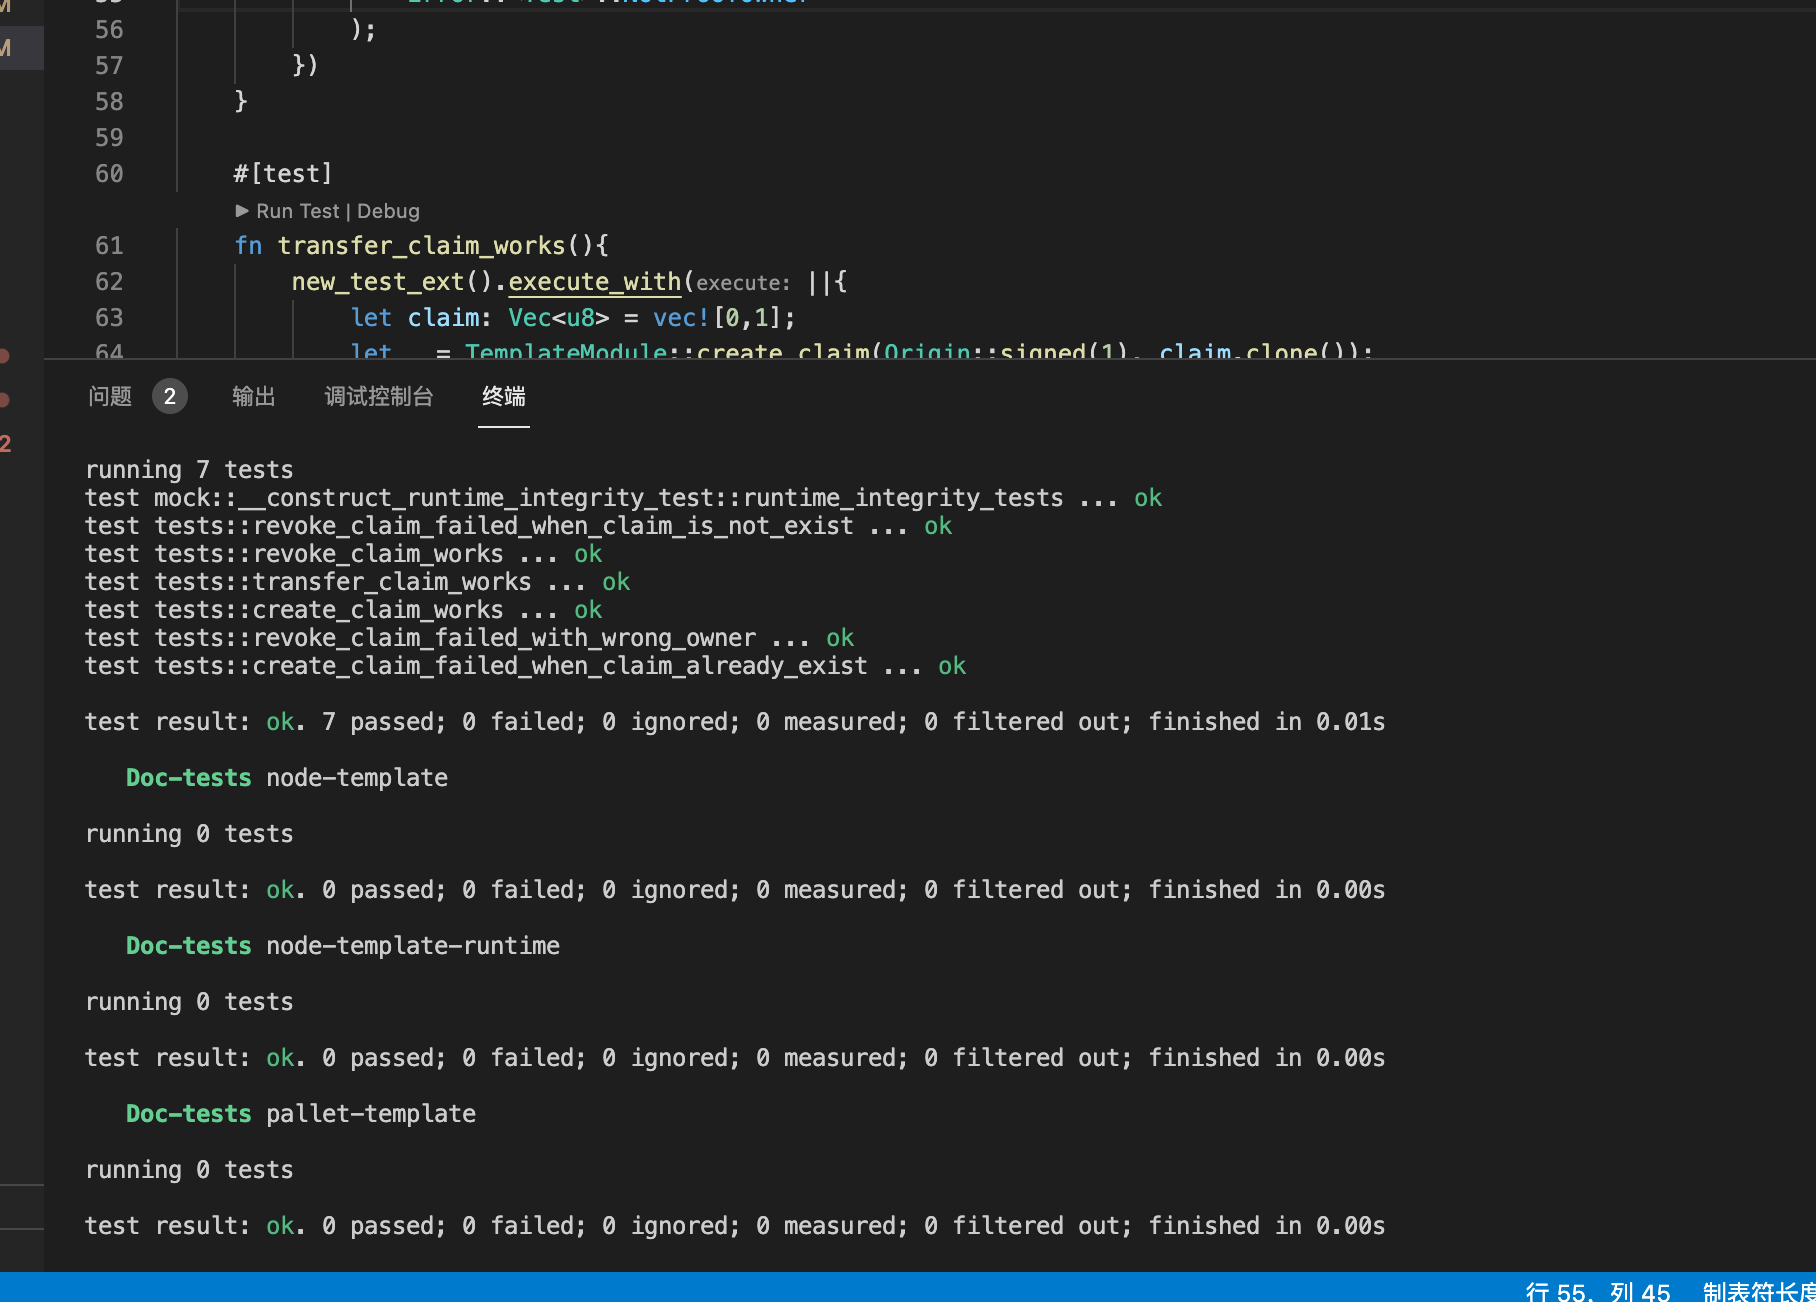 56 );
57 })
58 }
59
60 #[test]
▶ Run Test | Debug
61 fn transfer_claim_works(){
62 new_test_ext().execute_with(execute: ||{
63 let claim: Vec<u8> = vec![0,1];
64 let _ = TemplateModule::create_claim(Origin::signed(1), claim.clone());
2
问题 2 输出 调试控制台 终端
running 7 tests
test mock::__construct_runtime_integrity_test::runtime_integrity_tests ... ok
test tests::revoke_claim_failed_when_claim_is_not_exist ... ok
test tests::revoke_claim_works ... ok
test tests::transfer_claim_works ... ok
test tests::create_claim_works ... ok
test tests::revoke_claim_failed_with_wrong_owner ... ok
test tests::create_claim_failed_when_claim_already_exist ... ok
test result: ok. 7 passed; 0 failed; 0 ignored; 0 measured; 0 filtered out; finished in 0.01s
Doc-tests node-template
running 0 tests
test result: ok. 0 passed; 0 failed; 0 ignored; 0 measured; 0 filtered out; finished in 0.00s
Doc-tests node-template-runtime
running 0 tests
test result: ok. 0 passed; 0 failed; 0 ignored; 0 measured; 0 filtered out; finished in 0.00s
Doc-tests pallet-template
running 0 tests
test result: ok. 0 passed; 0 failed; 0 ignored; 0 measured; 0 filtered out; finished in 0.00s
行 55，列 45 制表符长度